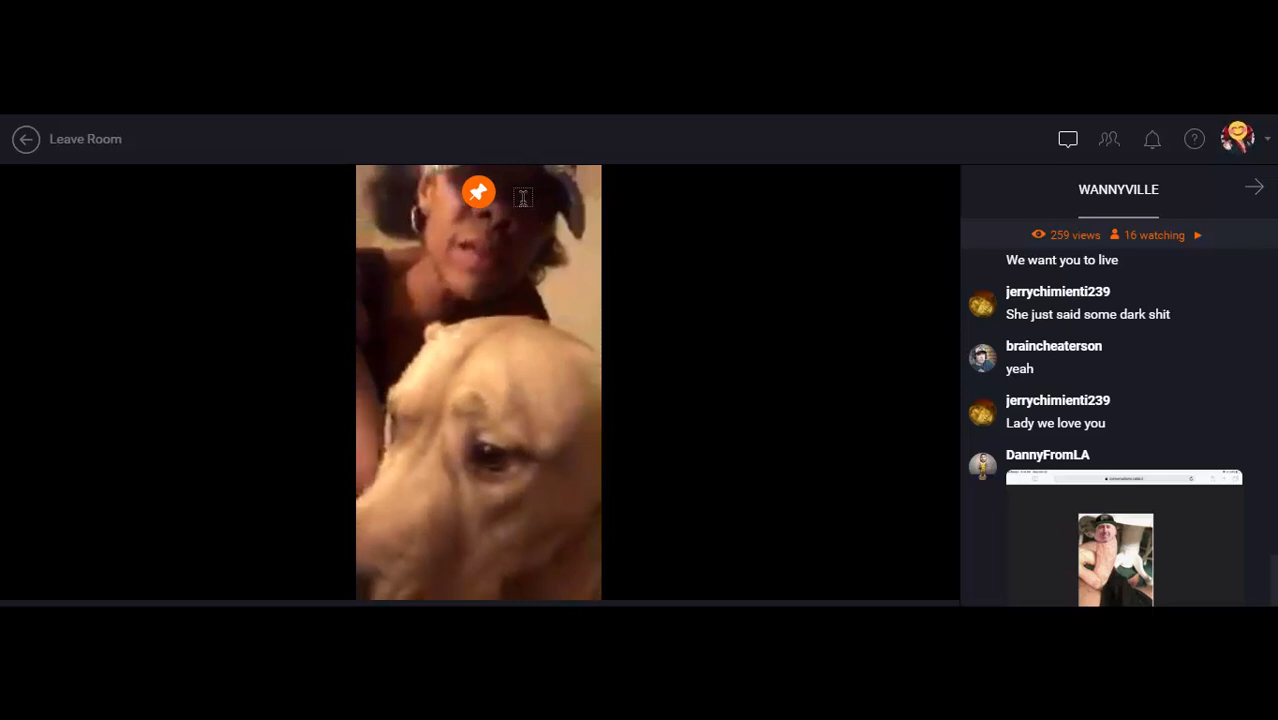 Leave Room
WANNYVILLE
259 views 16 watching
We want you to live
jerrychimienti239
She just said some dark shit
braincheaterson
yeah
jerrychimienti239
Lady we love you
DannyFromLA